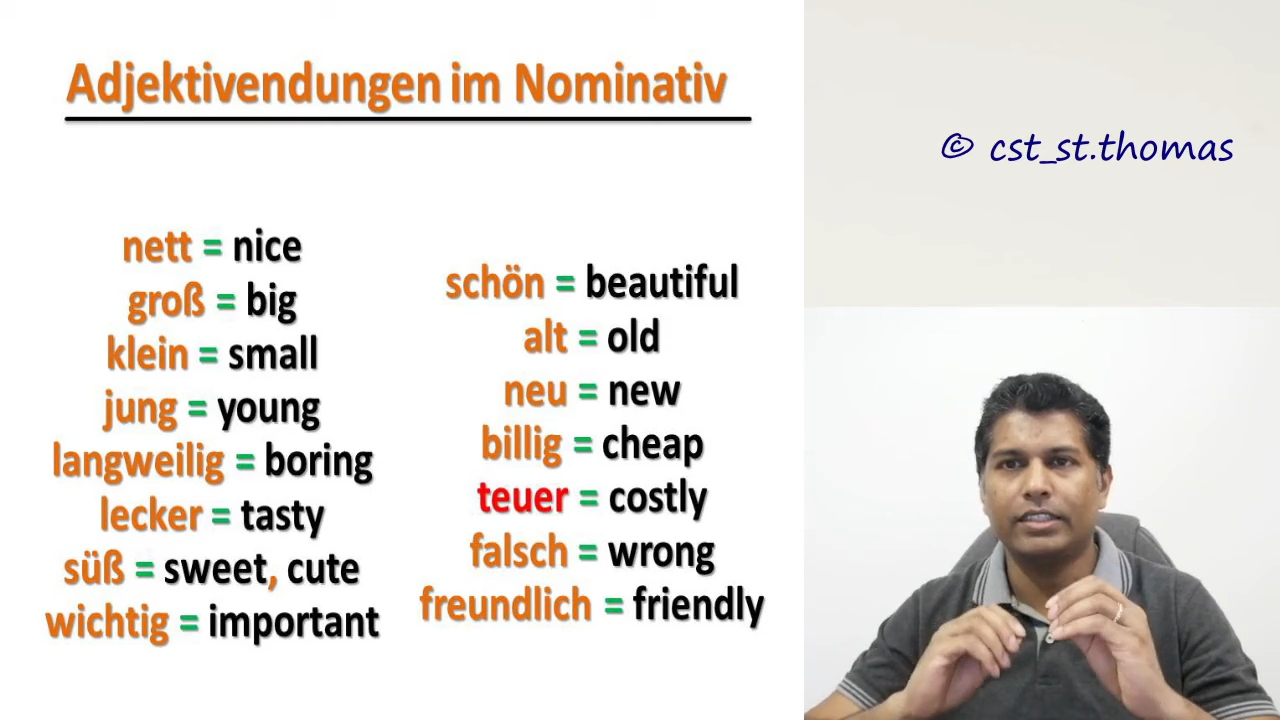 Adjektivendungen im Nominativ
© cst_st.thomas
nett = nice
groß = big
klein = small
jung = young
langweilig = boring
lecker = tasty
süß = sweet, cute
wichtig = important
schön = beautiful
alt = old
neu = new
billig = cheap
teuer = costly
falsch = wrong
freundlich = friendly